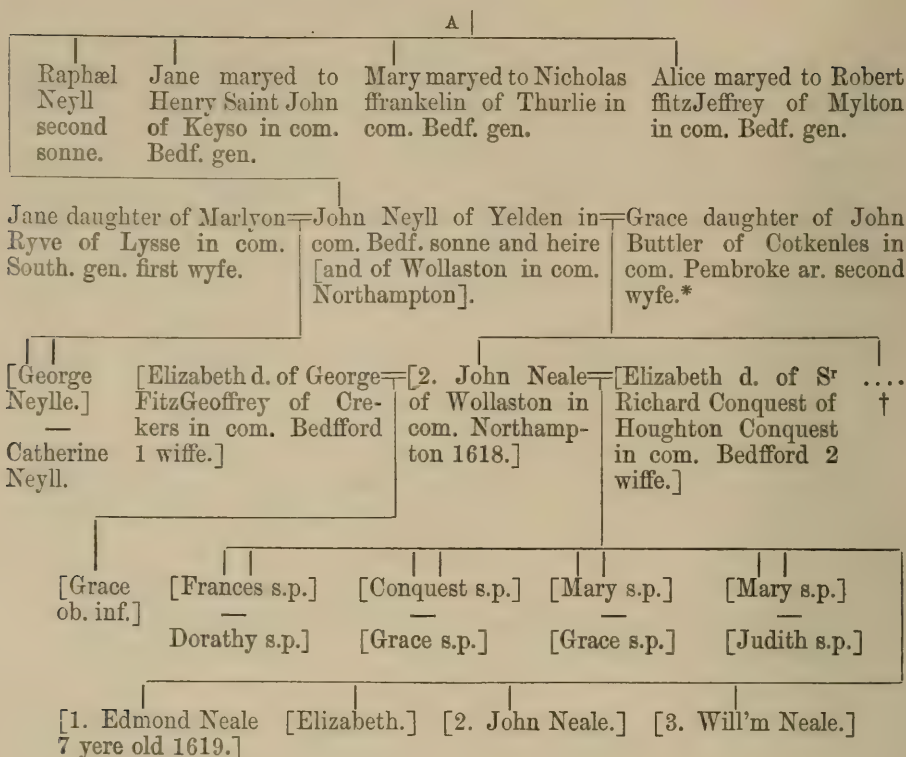 A
Raphæl
Neyll
second
sonne.
Jane maryed to
Henry Saint John
of Keyso in com.
Bedf. gen.
Mary maryed to Nicholas
ffrankelin of Thurlie in
com. Bedf. gen.
Alice maryed to Robert
ffitzJeffrey of Mylton
in com. Bedf. gen.
Jane daughter of Marlyon
Ryve of Lysse in com.
South. gen. first wyfe.
John Neyll of Yelden in
com. Bedf. sonne and heire
[and of Wollaston in com.
Northampton].
Grace daughter of John
Buttler of Cotkenles in
com. Pembroke ar. second
wyfe.*
[George
Neylle.]
—
Catherine
Neyll.
[Elizabeth d. of George
FitzGeoffrey of Cre-
kers in com. Bedfford
1 wiffe.]
[2. John Neale
of Wollaston in
com. Northamp-
ton 1618.]
[Elizabeth d. of Sr
Richard Conquest of
Houghton Conquest
in com. Bedfford 2
wiffe.]
....
†
[Grace
ob. inf.]
[Frances s.p.]
—
Dorathy s.p.]
[Conquest s.p.]
—
[Grace s.p.]
[Mary s.p.]
—
[Grace s.p.]
[Mary s.p.]
—
[Judith s.p.]
[1. Edmond Neale
7 yere old 1619.]
[Elizabeth.]
[2. John Neale.]
[3. Will'm Neale.]